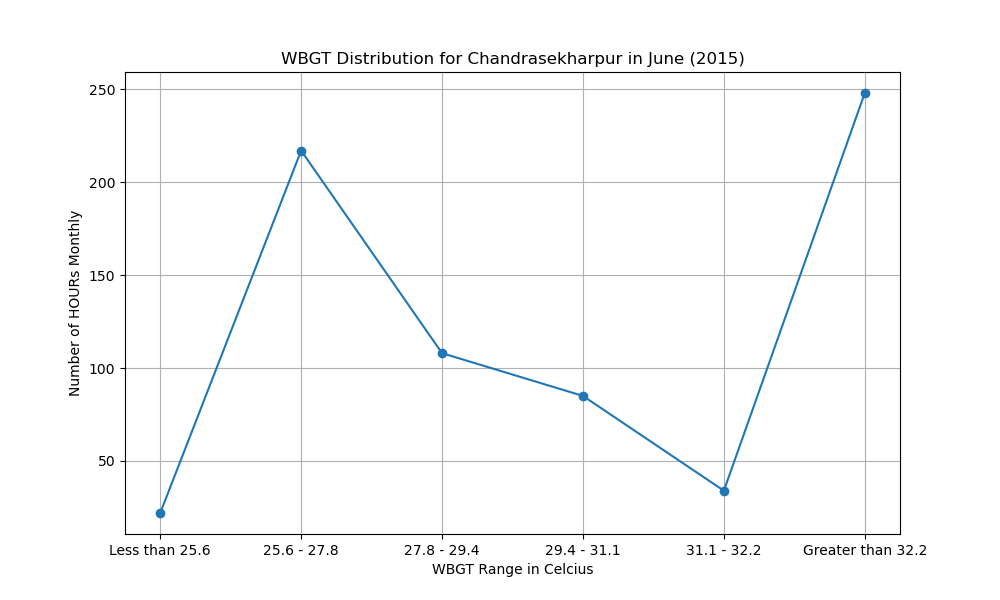 WBGT Distribution for Chandrasekharpur in June (2015)
Number of HOURs Monthly
250
200
150
100
50
Less than 25.6
25.6 - 27.8
27.8 - 29.4
29.4 - 31.1
31.1 - 32.2
Greater than 32.2
WBGT Range in Celcius